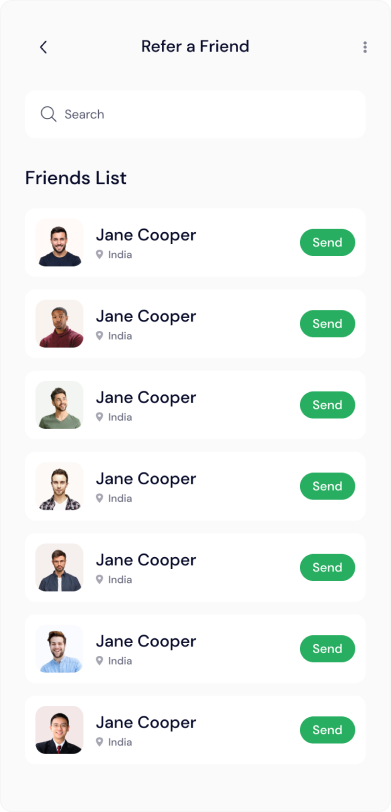 Refer a Friend
Search
Friends List
Jane Cooper
India
Send
Jane Cooper
India
Send
Jane Cooper
India
Send
Jane Cooper
India
Send
Jane Cooper
India
Send
Jane Cooper
India
Send
Jane Cooper
India
Send